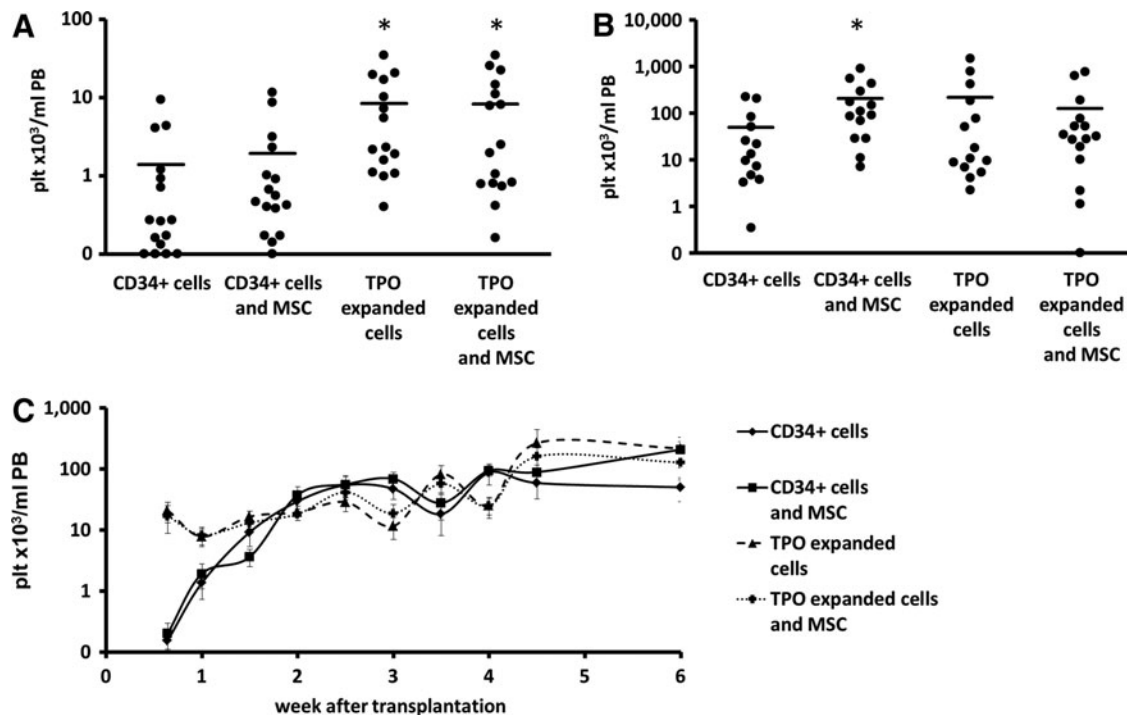 A
B
*
*
*
100
10
1
0
plt x10³/ml PB
CD34+ cells
CD34+ cells
and MSC
TPO
expanded
cells
TPO
expanded
cells
and MSC
10,000
1,000
100
10
1
0
plt x10³/ml PB
CD34+ cells
CD34+ cells
and MSC
TPO
expanded
cells
TPO
expanded
cells
and MSC
C
1,000
100
10
1
0
plt x10³/ml PB
0 1 2 3 4 5 6
week after transplantation
CD34+ cells
CD34+ cells
and MSC
TPO expanded
cells
TPO expanded cells
and MSC